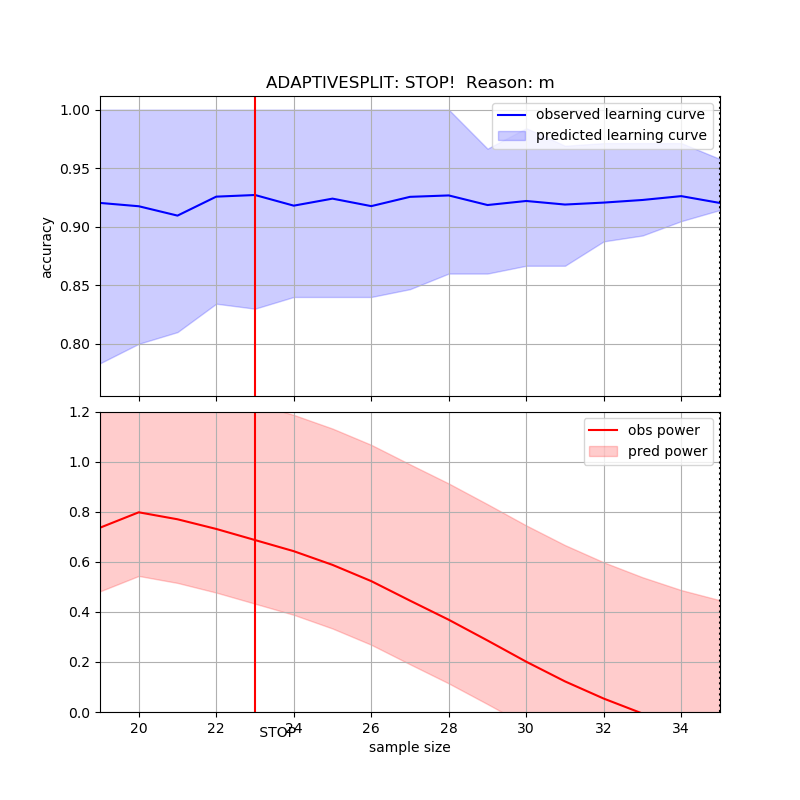 ADAPTIVESPLIT: STOP!  Reason: m
1.00
0.95
0.90
0.85
0.80
accuracy
observed learning curve
predicted learning curve
1.2
1.0
0.8
0.6
0.4
0.2
0.0
obs power
pred power
20 22 24 26 28 30 32 34
STOP
sample size